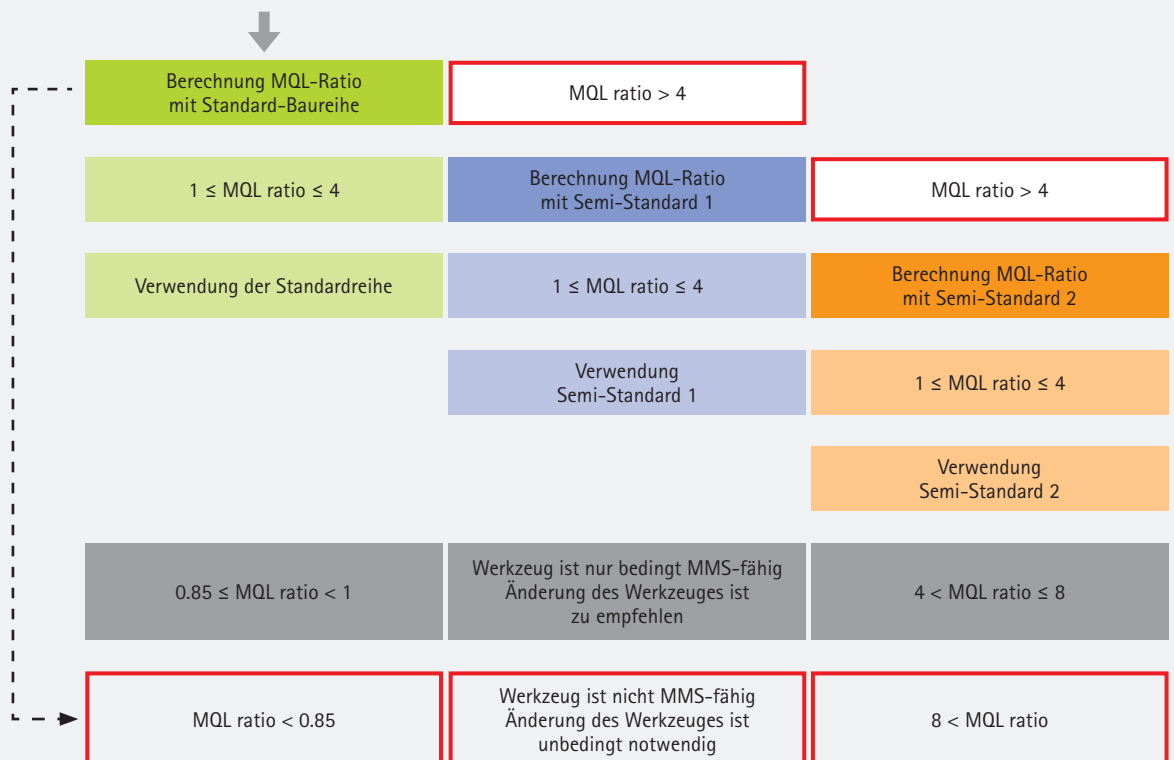 Berechnung MQL-Ratio
mit Standard-Baureihe
MQL ratio > 4
1 ≤ MQL ratio ≤ 4
Berechnung MQL-Ratio
mit Semi-Standard 1
MQL ratio > 4
Verwendung der Standardreihe
1 ≤ MQL ratio ≤ 4
Berechnung MQL-Ratio
mit Semi-Standard 2
Verwendung
Semi-Standard 1
1 ≤ MQL ratio ≤ 4
Verwendung
Semi-Standard 2
0.85 ≤ MQL ratio < 1
Werkzeug ist nur bedingt MMS-fähig
Änderung des Werkzeuges ist
zu empfehlen
4 < MQL ratio ≤ 8
MQL ratio < 0.85
Werkzeug ist nicht MMS-fähig
Änderung des Werkzeuges ist
unbedingt notwendig
8 < MQL ratio